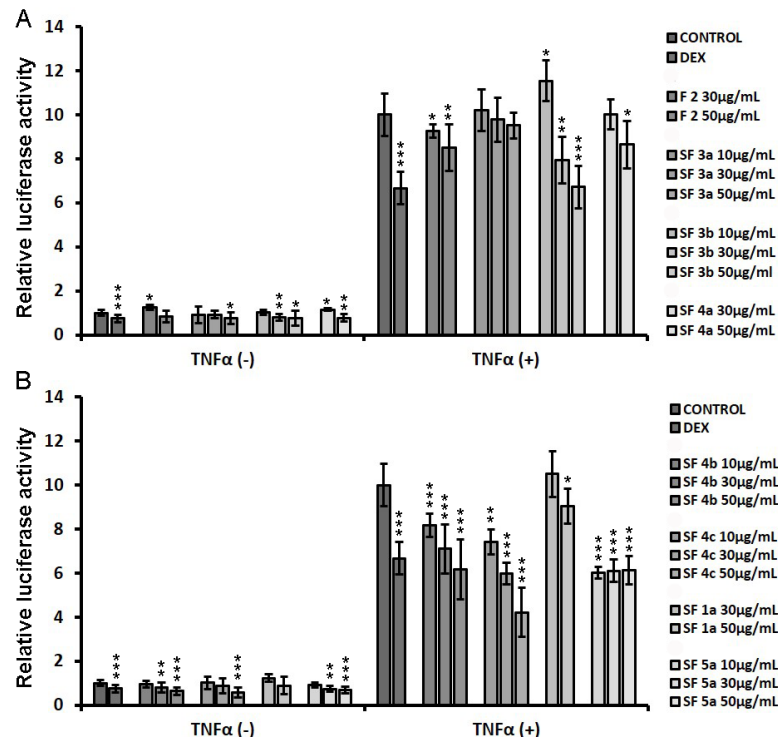 A
Relative luciferase activity
14
12
10
8
6
4
2
0
***
*
*
** *
* **
***
* **
*
** ***
*
TNFα (-)
TNFα (+)
CONTROL
DEX
F 2 30µg/mL
F 2 50µg/mL
SF 3a 10µg/mL
SF 3a 30µg/mL
SF 3a 50µg/mL
SF 3b 10µg/mL
SF 3b 30µg/mL
SF 3b 50µg/ml
SF 4a 30µg/mL
SF 4a 50µg/mL
B
Relative luciferase activity
14
12
10
8
6
4
2
0
***
** ***
***
** ***
***
*** *** ***
** *** ***
*
*** *** ***
TNFα (-)
TNFα (+)
CONTROL
DEX
SF 4b 10µg/mL
SF 4b 30µg/mL
SF 4b 50µg/mL
SF 4c 10µg/mL
SF 4c 30µg/mL
SF 4c 50µg/mL
SF 1a 30µg/mL
SF 1a 50µg/mL
SF 5a 10µg/mL
SF 5a 30µg/mL
SF 5a 50µg/mL